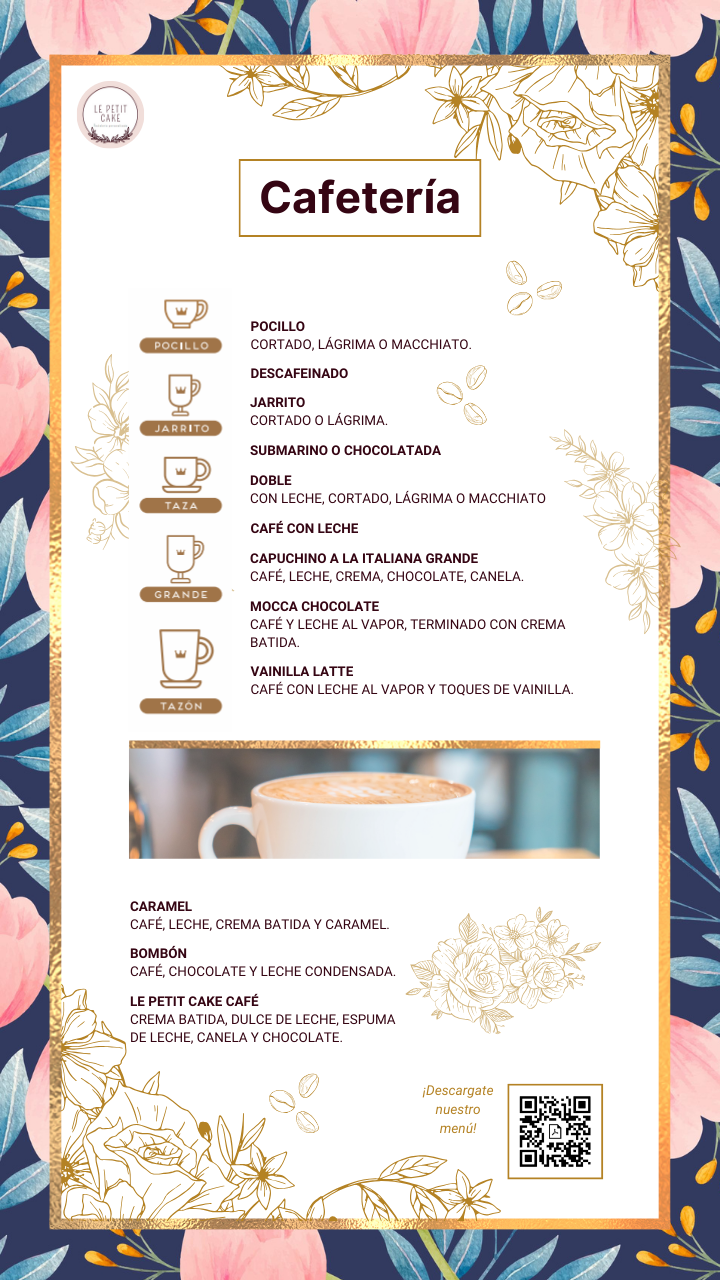 LE PETIT
CAKE
Cafetería
POCILLO
JARRITO
TAZA
GRANDE
TAZÓN
POCILLO
CORTADO, LÁGRIMA O MACCHIATO.
DESCAFEINADO
JARRITO
CORTADO O LÁGRIMA.
SUBMARINO O CHOCOLATADA
DOBLE
CON LECHE, CORTADO, LÁGRIMA O MACCHIATO
CAFÉ CON LECHE
CAPUCHINO A LA ITALIANA GRANDE
CAFÉ, LECHE, CREMA, CHOCOLATE, CANELA.
MOCCA CHOCOLATE
CAFÉ Y LECHE AL VAPOR, TERMINADO CON CREMA
BATIDA.
VAINILLA LATTE
CAFÉ CON LECHE AL VAPOR Y TOQUES DE VAINILLA.
CARAMEL
CAFÉ, LECHE, CREMA BATIDA Y CARAMEL.
BOMBÓN
CAFÉ, CHOCOLATE Y LECHE CONDENSADA.
LE PETIT CAKE CAFÉ
CREMA BATIDA, DULCE DE LECHE, ESPUMA
DE LECHE, CANELA Y CHOCOLATE.
¡Descargate
nuestro
menú!